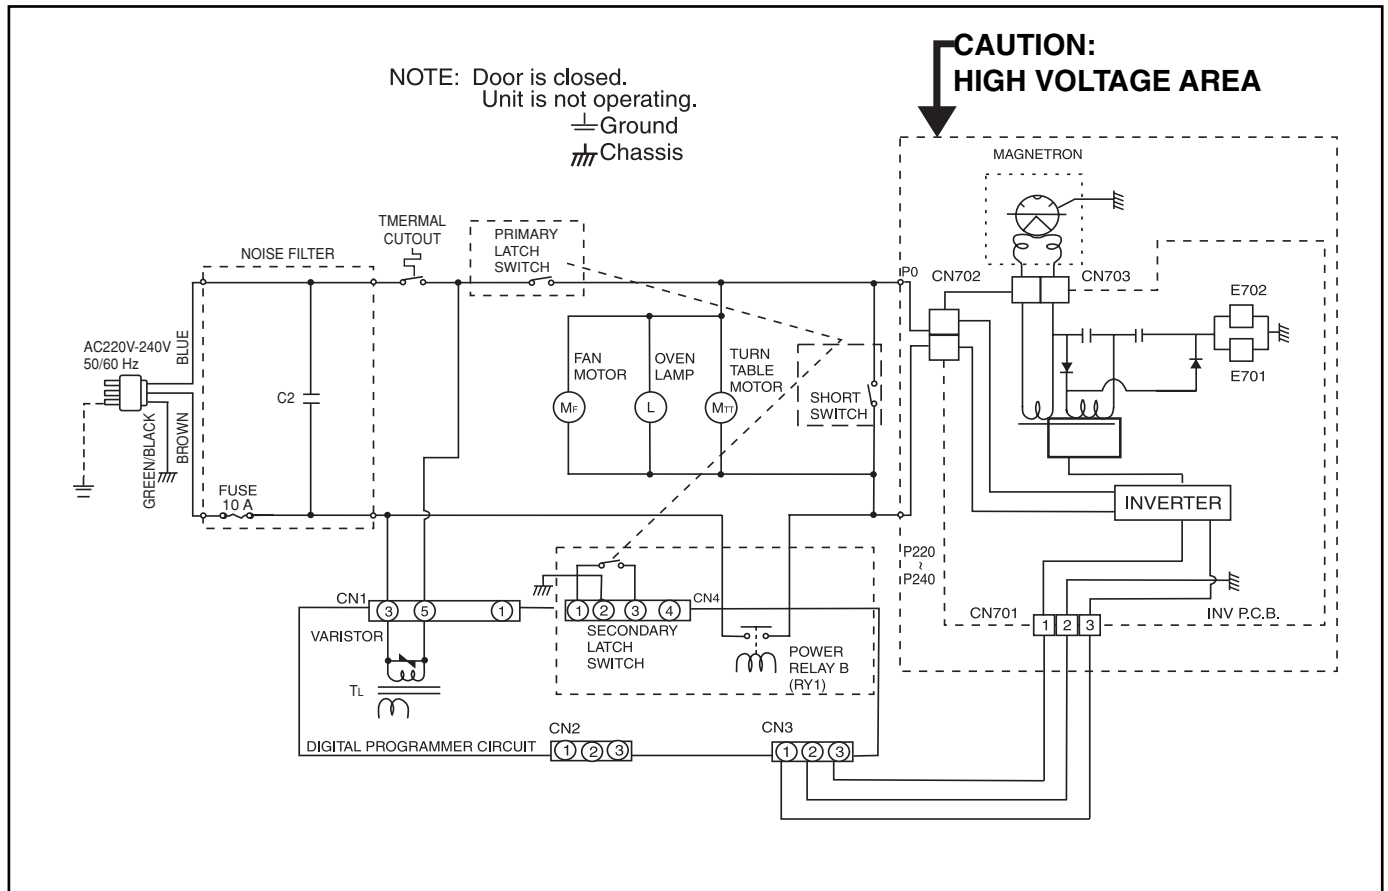 CAUTION:
HIGH VOLTAGE AREA
NOTE: Door is closed.
Unit is not operating.
Ground
Chassis
MAGNETRON
TMERMAL
CUTOUT
PRIMARY
LATCH
SWITCH
NOISE FILTER
P0
CN702
CN703
E702
E701
AC220V-240V
50/60 Hz
BLUE
BROWN
GREEN/BLACK
C2
FUSE
10 A
FAN
MOTOR
MF
OVEN
LAMP
L
TURN
TABLE
MOTOR
MTT
SHORT
SWITCH
INVERTER
P220
~
P240
CN701
1 2 3
INV P.C.B.
CN1
3 5 1
VARISTOR
TL
1 2 3 4
CN4
SECONDARY
LATCH
SWITCH
POWER
RELAY B
(RY1)
DIGITAL PROGRAMMER CIRCUIT
CN2
1 2 3
CN3
1 2 3